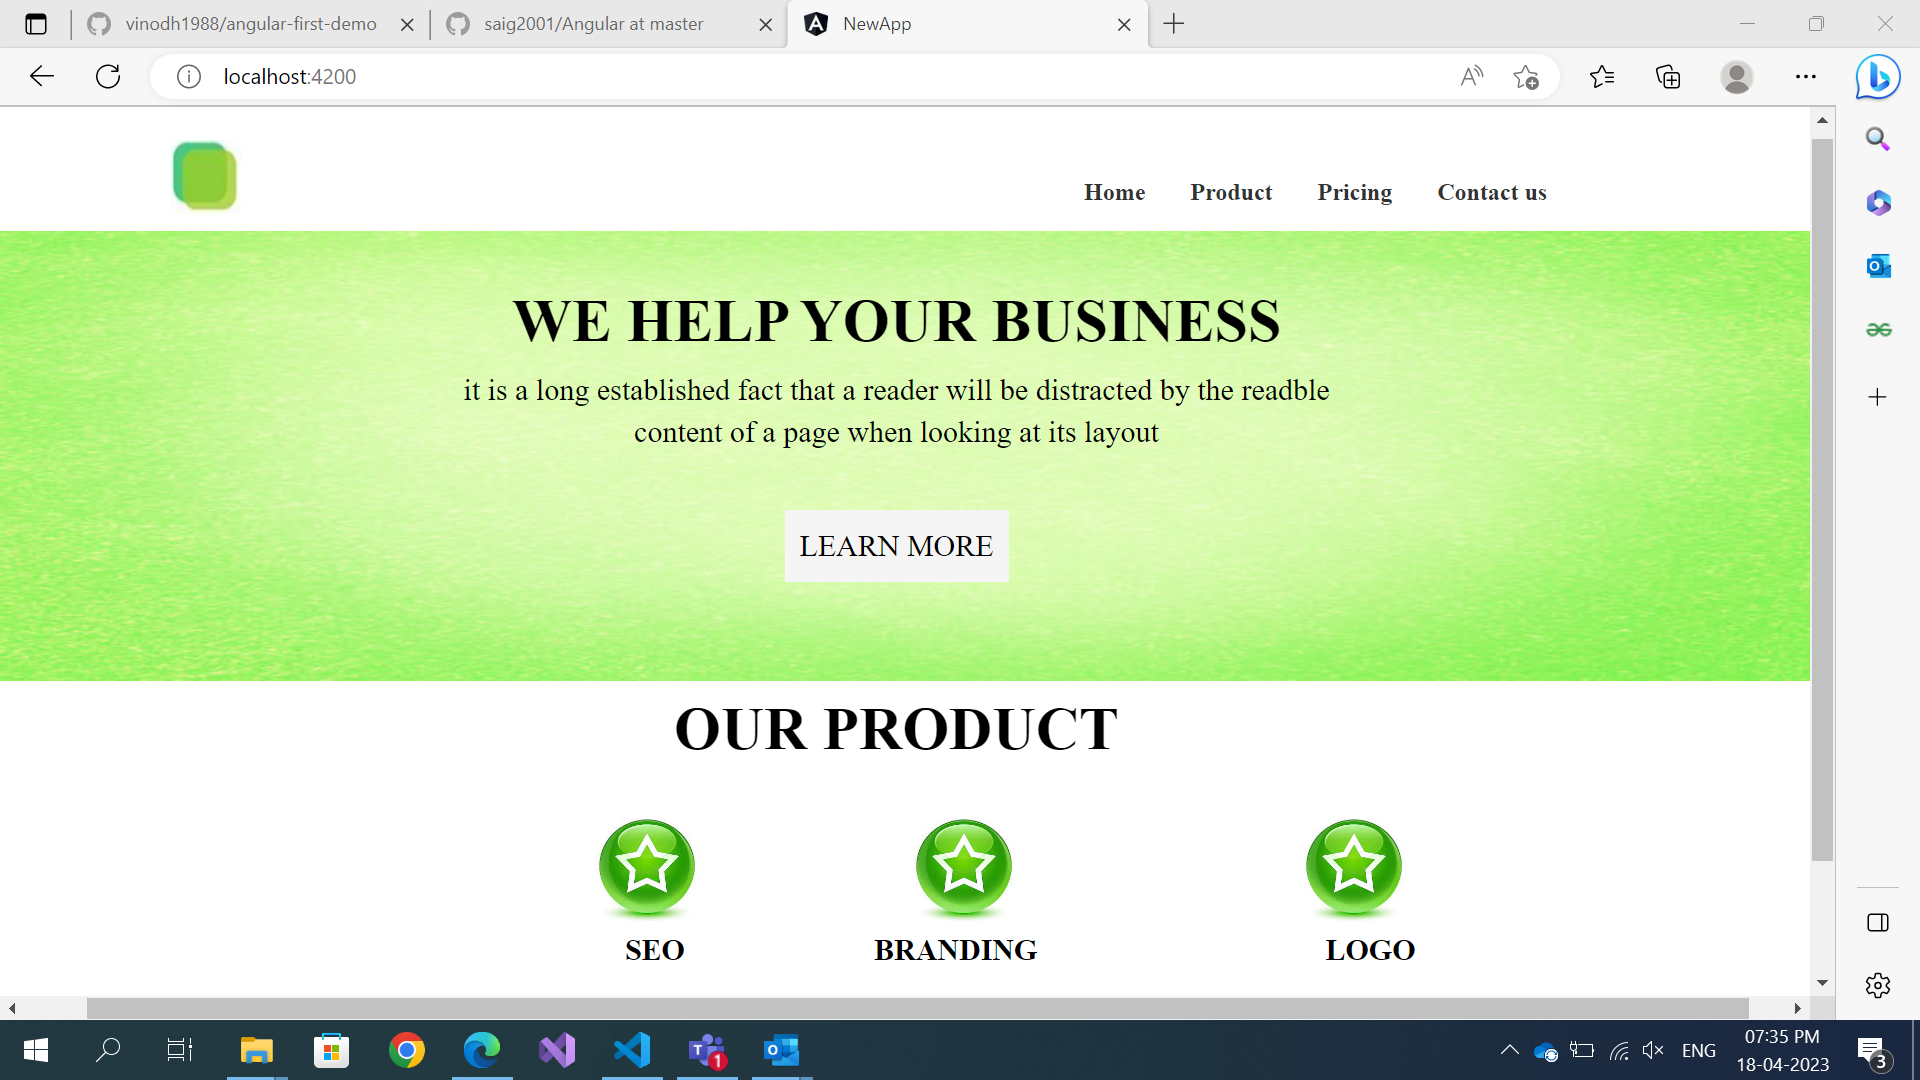 vinodh1988/angular-first-demo
saig2001/Angular at master
NewApp
localhost:4200
Home Product Pricing Contact us
WE HELP YOUR BUSINESS
it is a long established fact that a reader will be distracted by the readble
content of a page when looking at its layout
LEARN MORE
OUR PRODUCT
SEO BRANDING LOGO
1
ENG
07:35 PM
18-04-2023
3